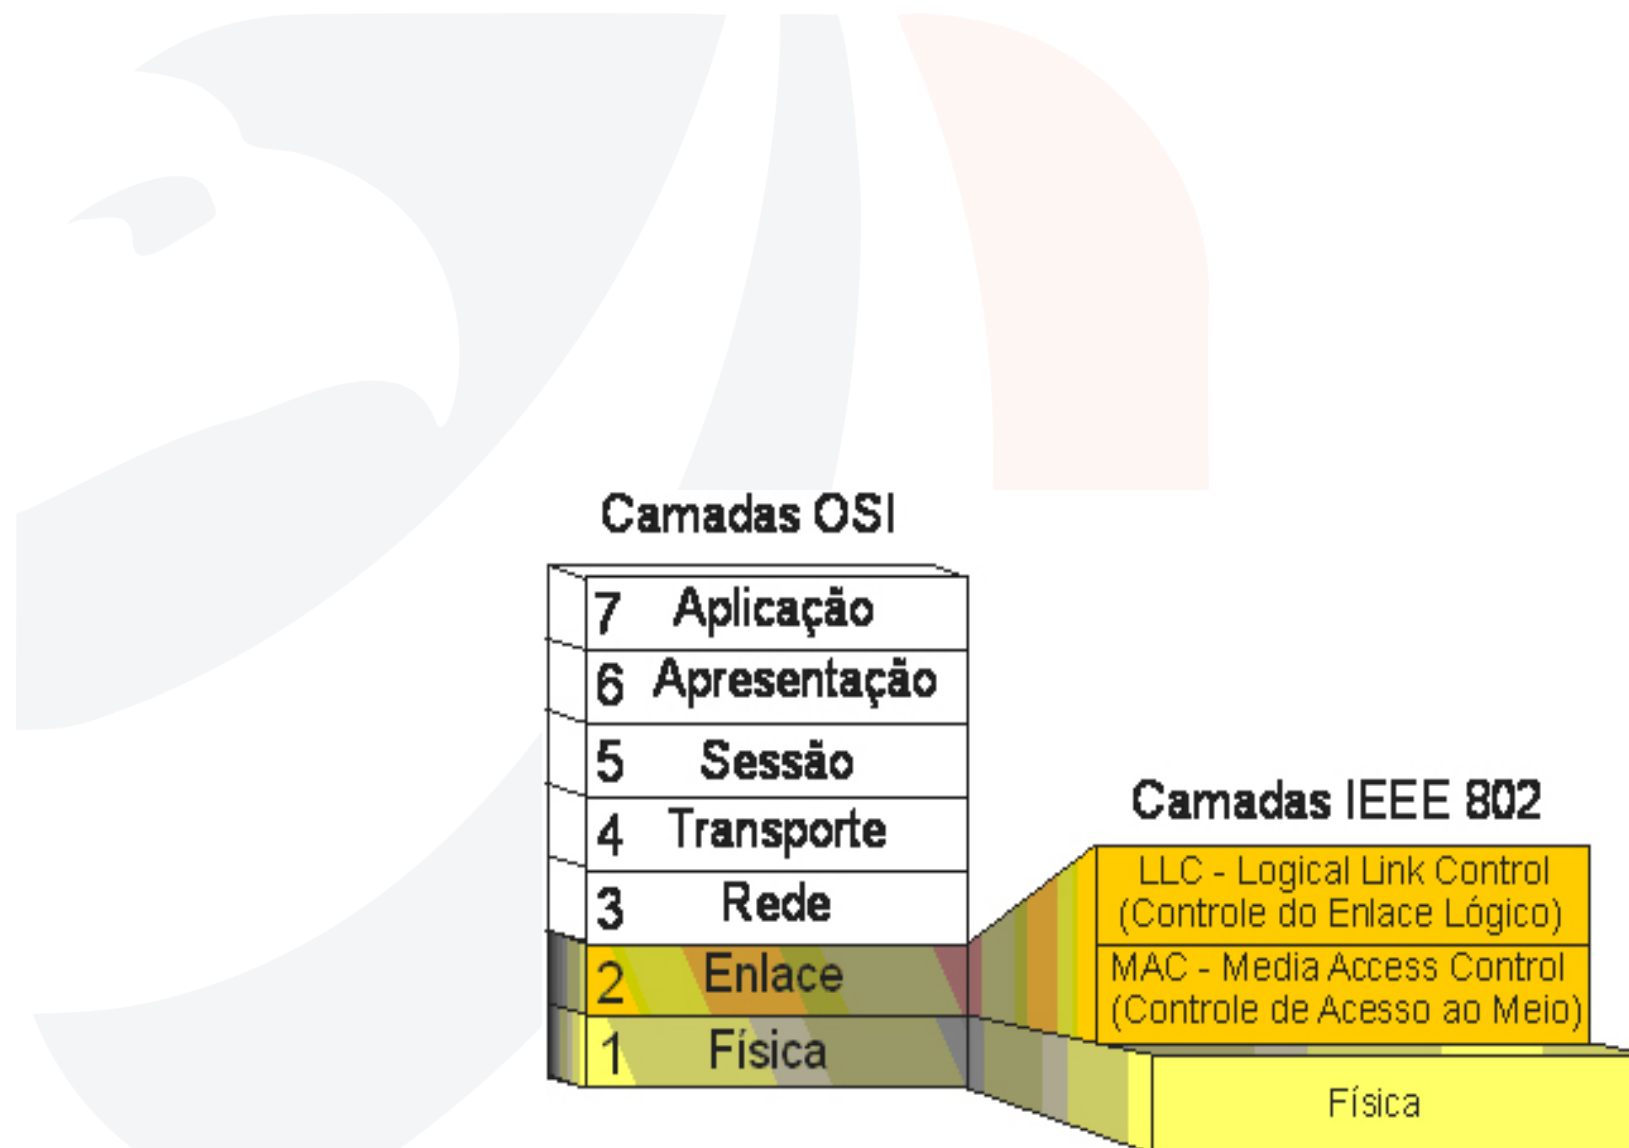 Camadas OSI
7 Aplicação
6 Apresentação
5 Sessão
4 Transporte
3 Rede
2 Enlace
1 Física
Camadas IEEE 802
LLC - Logical Link Control
(Controle do Enlace Lógico)
MAC - Media Access Control
(Controle de Acesso ao Meio)
Física